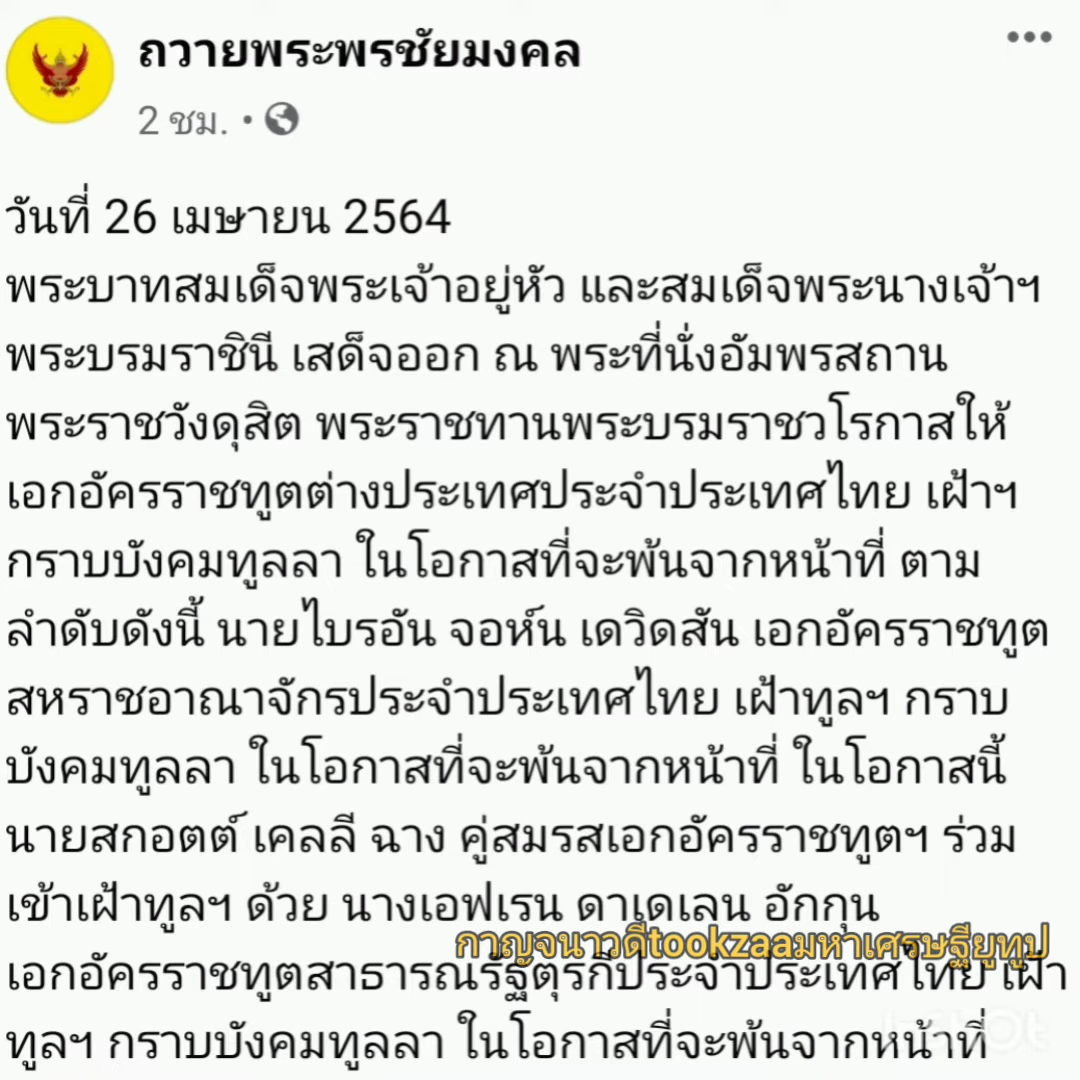 ถวายพระพรชัยมงคล
2 ชม. •
วันที่ 26 เมษายน 2564
พระบาทสมเด็จพระเจ้าอยู่หัว และสมเด็จพระนางเจ้าฯ
พระบรมราชินี เสด็จออก ณ พระที่นั่งอัมพรสถาน
พระราชวังดุสิต พระราชทานพระบรมราชวโรกาสให้
เอกอัครราชทูตต่างประเทศประจำประเทศไทย เฝ้าฯ
กราบบังคมทูลลา ในโอกาสที่จะพ้นจากหน้าที่ ตาม
ลำดับดังนี้ นายไบรอัน จอห์น เดวิดสัน เอกอัครราชทูต
สหราชอาณาจักรประจำประเทศไทย เฝ้าทูลฯ กราบ
บังคมทูลลา ในโอกาสที่จะพ้นจากหน้าที่ ในโอกาสนี้
นายสกอตต์ เคลลี ฉาง คู่สมรสเอกอัครราชทูตฯ ร่วม
เข้าเฝ้าทูลฯ ด้วย นางเอฟเรน ดาเดเลน อักกุน
กาญจนาวดีtookzaaมหาเศรษฐียูทูป
เอกอัครราชทูตสาธารณรัฐตุรกีประจำประเทศไทย เฝ้า
ทูลฯ กราบบังคมทูลลา ในโอกาสที่จะพ้นจากหน้าที่